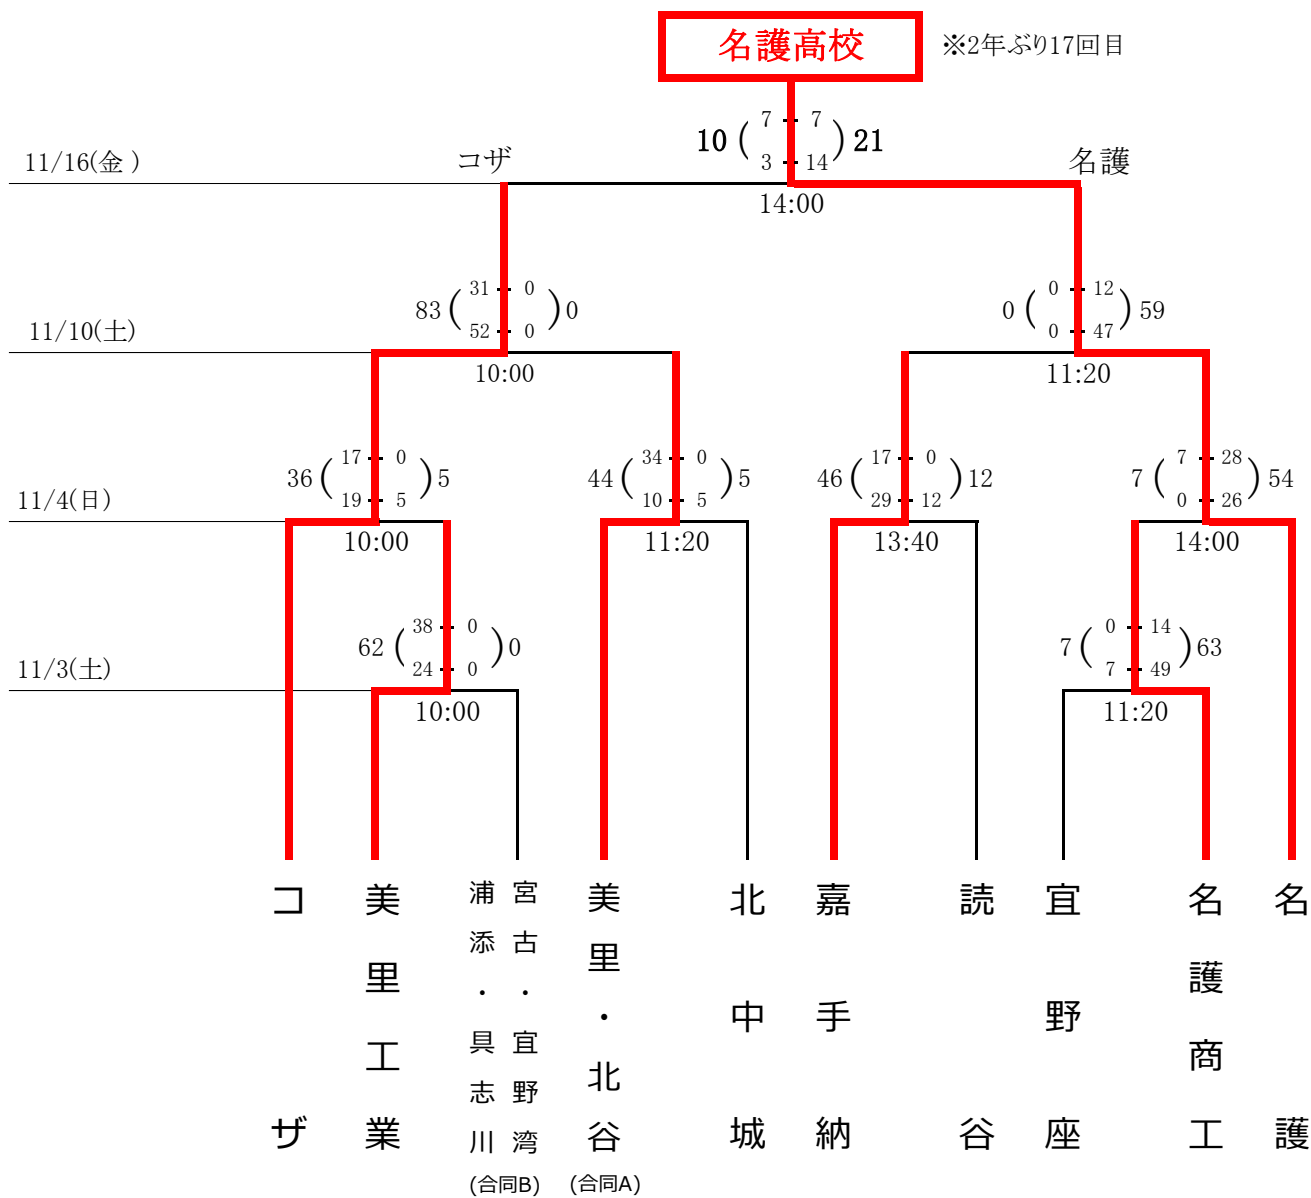 名護高校
※2年ぶり17回目
7 7
10 ( ) 21
3 14
11/16(金 )
コザ
名護
14:00
31 0
83 ( ) 0
52 0
0 12
0 ( ) 59
0 47
11/10(土)
10:00
11:20
17 0
36 ( ) 5
19 5
34 0
44 ( ) 5
10 5
17 0
46 ( ) 12
29 12
7 28
7 ( ) 54
0 26
11/4(日)
10:00
11:20
13:40
14:00
38 0
62 ( ) 0
24 0
0 14
7 ( ) 63
7 49
11/3(土)
10:00
11:20
コザ
美里工業
宮古・宜野湾
浦添・具志川
(合同B)
美里・北谷
(合同A)
北中城
嘉手納
読谷
宜野座
名護商工
名護